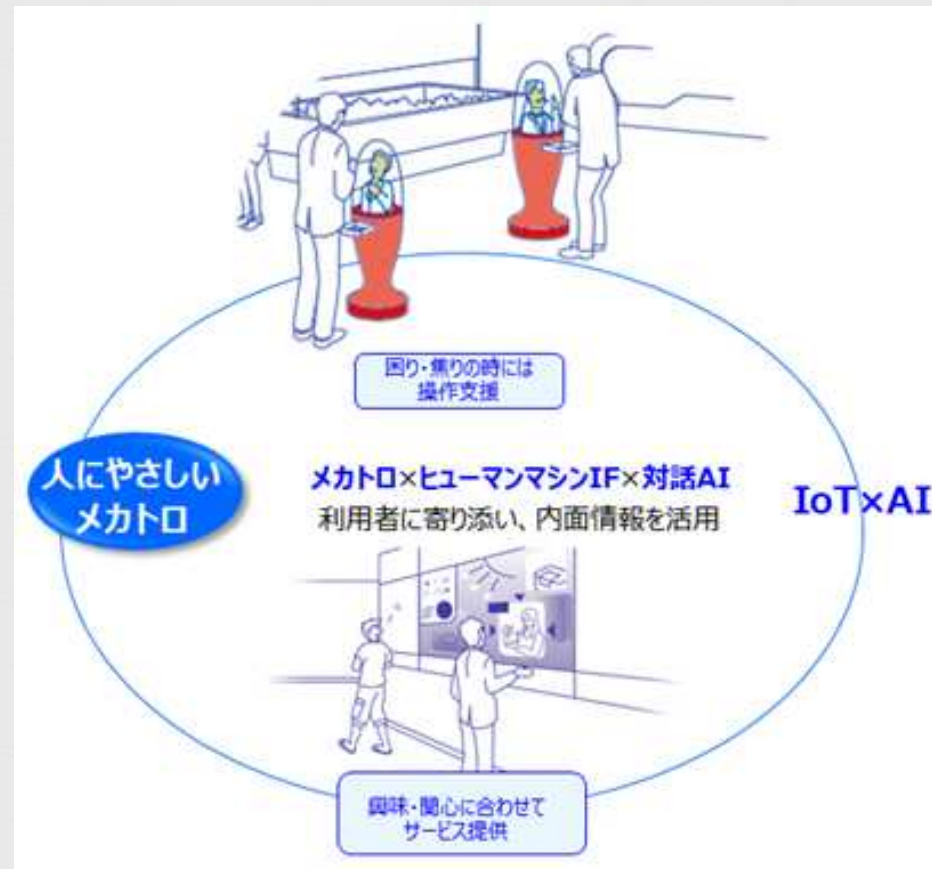 困り・焦りの時には
操作支援
人にやさしい
メカトロ
メカトロ×ヒューマンマシンIF×対話AI
利用者に寄り添い、内面情報を活用
IoT×AI
興味・関心に合わせて
サービス提供